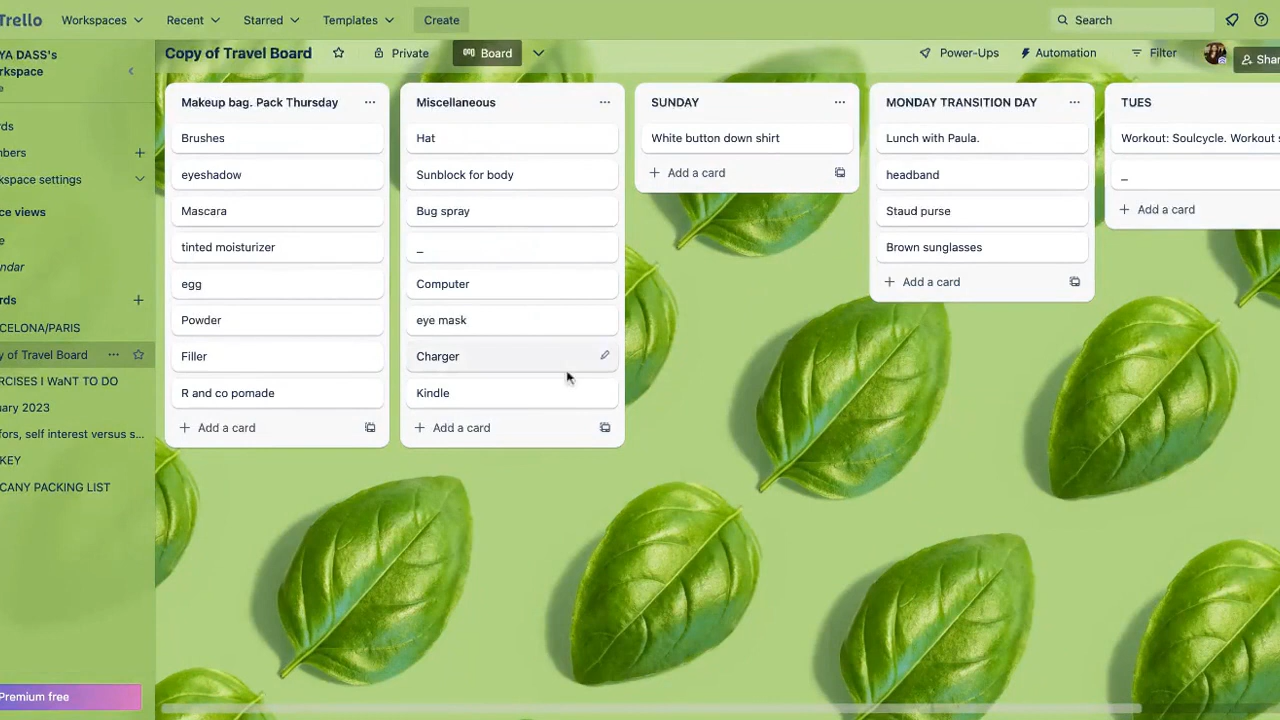 Trello Workspaces Recent Starred Templates Create Search
YA DASS's
rkspace
e
rds
mbers
kspace settings
ce views
e
ndar
rds
CELONA/PARIS
y of Travel Board
RCISES I WaNT TO DO
uary 2023
fors, self interest versus s...
KEY
CANY PACKING LIST
Premium free
Copy of Travel Board Private Board Power-Ups Automation Filter Shar
Makeup bag. Pack Thursday
Brushes
eyeshadow
Mascara
tinted moisturizer
egg
Powder
Filler
R and co pomade
Add a card
Miscellaneous
Hat
Sunblock for body
Bug spray
_
Computer
eye mask
Charger
Kindle
Add a card
SUNDAY
White button down shirt
Add a card
MONDAY TRANSITION DAY
Lunch with Paula.
headband
Staud purse
Brown sunglasses
Add a card
TUES
Workout: Soulcycle. Workout s
_
Add a card